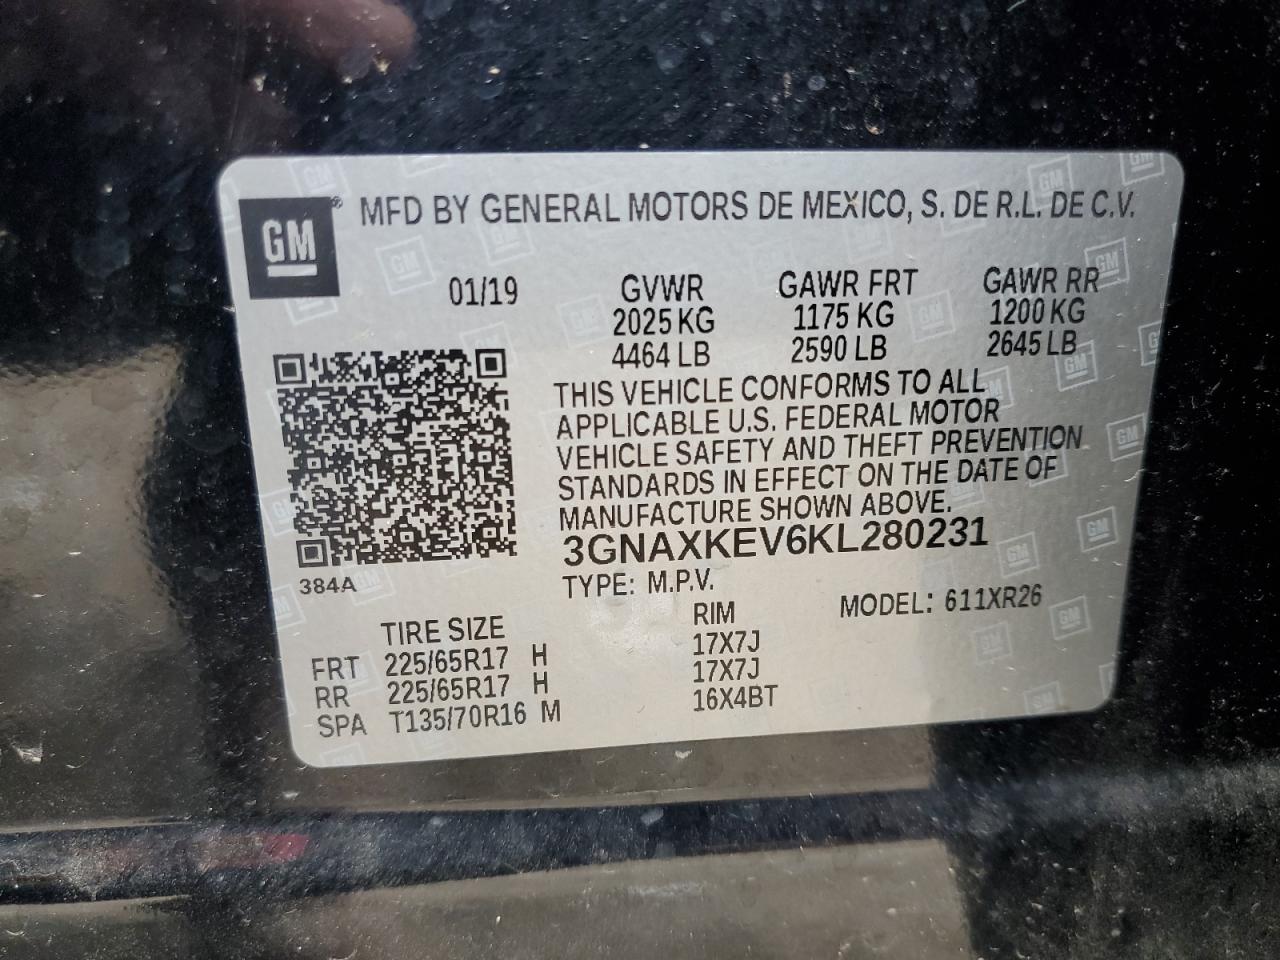 GM® MFD BY GENERAL MOTORS DE MEXICO, S. DE R.L. DE C.V.
01/19 GVWR GAWR FRT GAWR RR
2025 KG 1175 KG 1200 KG
4464 LB 2590 LB 2645 LB
THIS VEHICLE CONFORMS TO ALL
APPLICABLE U.S. FEDERAL MOTOR
VEHICLE SAFETY AND THEFT PREVENTION
STANDARDS IN EFFECT ON THE DATE OF
MANUFACTURE SHOWN ABOVE.
3GNAXKEV6KL280231
384A TYPE: M.P.V. MODEL: 611XR26
TIRE SIZE RIM
FRT 225/65R17 H 17X7J
RR 225/65R17 H 17X7J
SPA T135/70R16 M 16X4BT